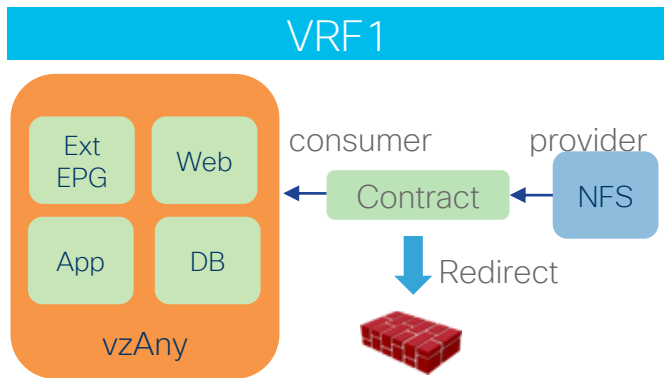 VRF1
consumer
provider
Ext
EPG
Web
Contract
NFS
App
DB
Redirect
vzAny